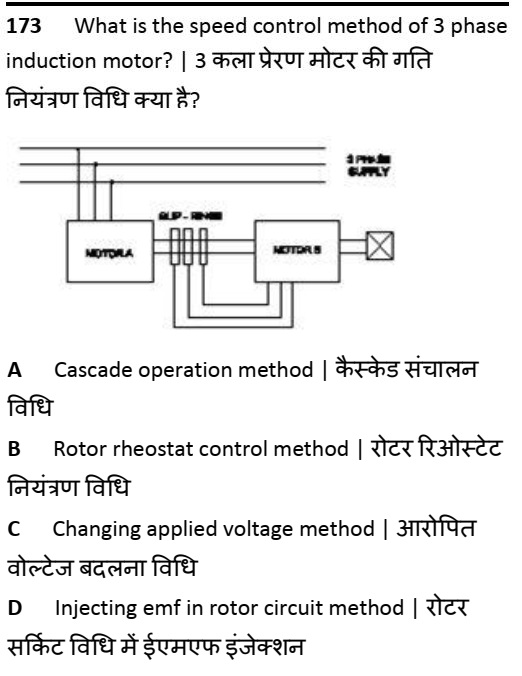 173 What is the speed control method of 3 phase
induction motor? | 3 कला प्रेरण मोटर की गति
नियंत्रण विधि क्या है?
3 PHASE
SUPPLY
SLIP - RINGS
MOTOR A
MOTOR B
A Cascade operation method | कैस्केड संचालन
विधि
B Rotor rheostat control method | रोटर रिओस्टेट
नियंत्रण विधि
C Changing applied voltage method | आरोपित
वोल्टेज बदलना विधि
D Injecting emf in rotor circuit method | रोटर
सर्किट विधि में ईएमएफ इंजेक्शन